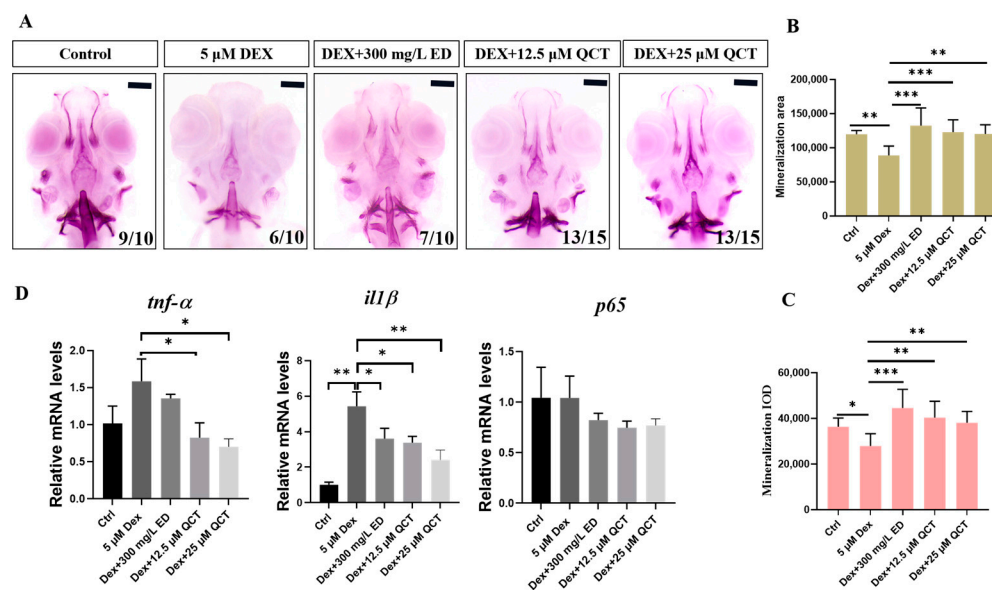 A
Control
5 µM DEX
DEX+300 mg/L ED
DEX+12.5 µM QCT
DEX+25 µM QCT
9/10
6/10
7/10
13/15
13/15
B
Mineralization area
200,000
150,000
100,000
50,000
0
**
***
***
**
Ctrl
5 µM Dex
Dex+300 mg/L ED
Dex+12.5 µM QCT
Dex+25 µM QCT
C
Mineralization IOD
60,000
40,000
20,000
0
**
**
***
*
Ctrl
5 µM Dex
Dex+300 mg/L ED
Dex+12.5 µM QCT
Dex+25 µM QCT
D
tnf-α
Relative mRNA levels
2.0
1.5
1.0
0.5
0.0
*
*
Ctrl
5 µM Dex
Dex+300 mg/L ED
Dex+12.5 µM QCT
Dex+25 µM QCT
il1β
Relative mRNA levels
8
6
4
2
0
**
*
** *
Ctrl
5 µM Dex
Dex+300 mg/L ED
Dex+12.5 µM QCT
Dex+25 µM QCT
p65
Relative mRNA levels
1.5
1.0
0.5
0.0
Ctrl
5 µM Dex
Dex+300 mg/L ED
Dex+12.5 µM QCT
Dex+25 µM QCT